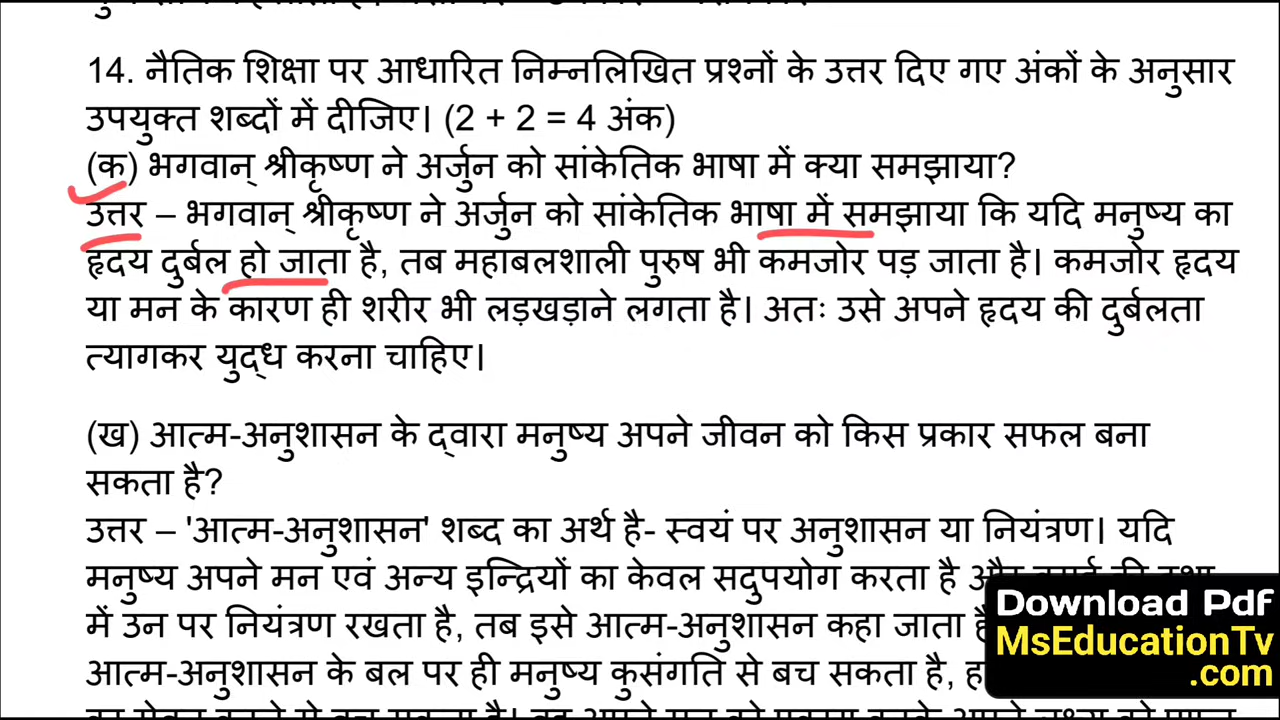 14. नैतिक शिक्षा पर आधारित निम्नलिखित प्रश्नों के उत्तर दिए गए अंकों के अनुसार
उपयुक्त शब्दों में दीजिए। (2 + 2 = 4 अंक)
(क) भगवान् श्रीकृष्ण ने अर्जुन को सांकेतिक भाषा में क्या समझाया?
उत्तर – भगवान् श्रीकृष्ण ने अर्जुन को सांकेतिक भाषा में समझाया कि यदि मनुष्य का
हृदय दुर्बल हो जाता है, तब महाबलशाली पुरुष भी कमजोर पड़ जाता है। कमजोर हृदय
या मन के कारण ही शरीर भी लड़खड़ाने लगता है। अतः उसे अपने हृदय की दुर्बलता
त्यागकर युद्ध करना चाहिए।
(ख) आत्म-अनुशासन के द्वारा मनुष्य अपने जीवन को किस प्रकार सफल बना
सकता है?
उत्तर – 'आत्म-अनुशासन' शब्द का अर्थ है- स्वयं पर अनुशासन या नियंत्रण। यदि
मनुष्य अपने मन एवं अन्य इन्द्रियों का केवल सदुपयोग करता है और
में उन पर नियंत्रण रखता है, तब इसे आत्म-अनुशासन कहा जाता है
आत्म-अनुशासन के बल पर ही मनुष्य कुसंगति से बच सकता है,
Download Pdf
MsEducationTv
.com